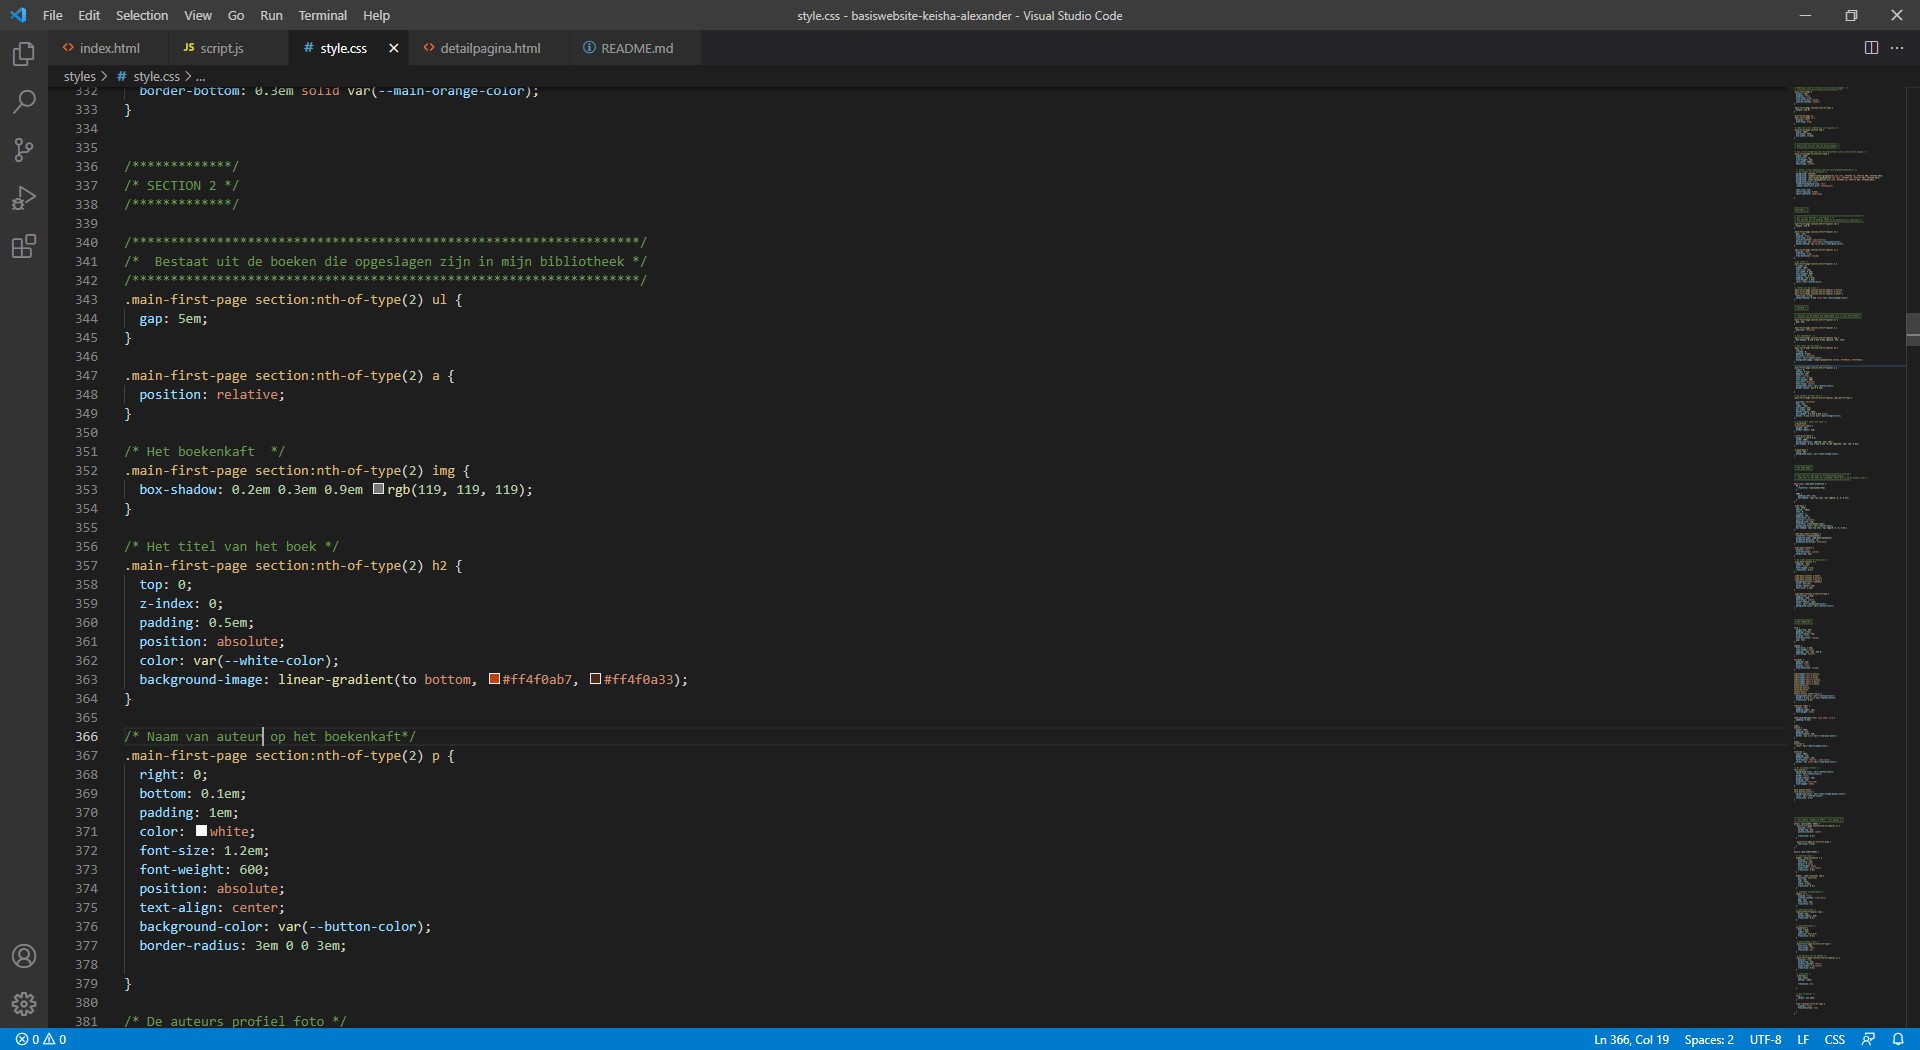 File Edit Selection View Go Run Terminal Help
style.css - basiswebsite-keisha-alexander - Visual Studio Code
<> index.html
JS script.js
# style.css ×
<> detailpagina.html
README.md
styles > # style.css > ...
332 border-bottom: 0.3em solid var(--main-orange-color);
333 }
334
335
336 /*************/
337 /* SECTION 2 */
338 /*************/
339
340 /******************************************************************/
341 /*  Bestaat uit de boeken die opgeslagen zijn in mijn bibliotheek */
342 /******************************************************************/
343 .main-first-page section:nth-of-type(2) ul {
344 gap: 5em;
345 }
346
347 .main-first-page section:nth-of-type(2) a {
348 position: relative;
349 }
350
351 /* Het boekenkaft  */
352 .main-first-page section:nth-of-type(2) img {
353 box-shadow: 0.2em 0.3em 0.9em rgb(119, 119, 119);
354 }
355
356 /* Het titel van het boek */
357 .main-first-page section:nth-of-type(2) h2 {
358 top: 0;
359 z-index: 0;
360 padding: 0.5em;
361 position: absolute;
362 color: var(--white-color);
363 background-image: linear-gradient(to bottom, #ff4f0ab7, #ff4f0a33);
364 }
365
366 /* Naam van auteur op het boekenkaft*/
367 .main-first-page section:nth-of-type(2) p {
368 right: 0;
369 bottom: 0.1em;
370 padding: 1em;
371 color: white;
372 font-size: 1.2em;
373 font-weight: 600;
374 position: absolute;
375 text-align: center;
376 background-color: var(--button-color);
377 border-radius: 3em 0 0 3em;
378
379 }
380
381 /* De auteurs profiel foto */
0 0
Ln 366, Col 19 Spaces: 2 UTF-8 LF CSS